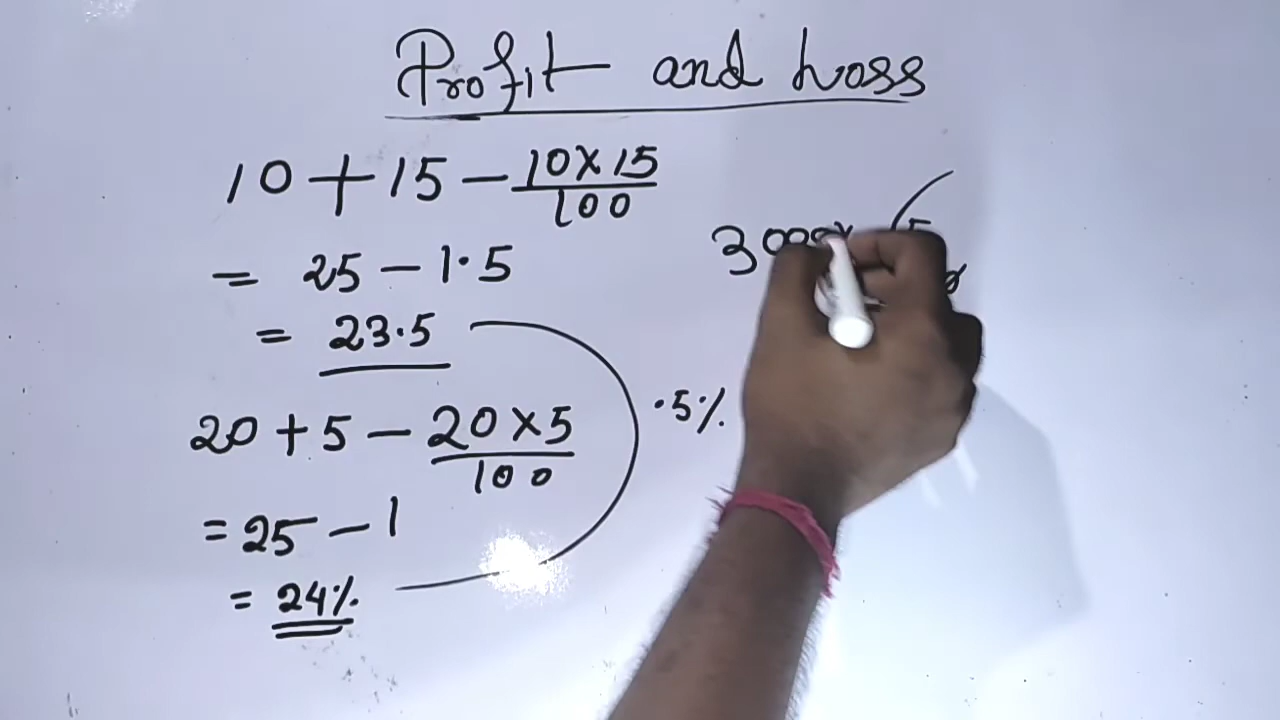 Profit and Loss
10 + 15 - 10 × 15 / 100
= 25 - 1.5
= 23.5
20 + 5 - 20 × 5 / 100
= 25 - 1
= 24%
.5%
3000 ×